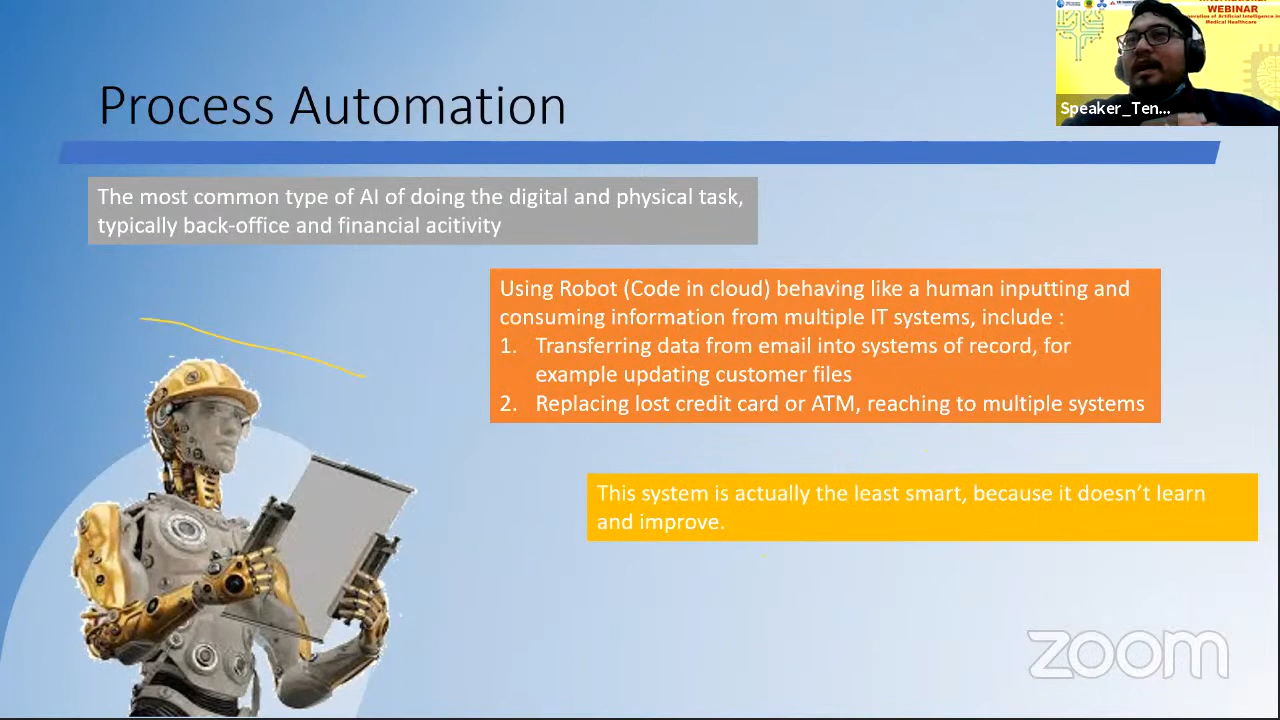 WEBINAR
Medical Healthcare
Speaker_Ten...
Process Automation
The most common type of AI of doing the digital and physical task,
typically back-office and financial acitivity
Using Robot (Code in cloud) behaving like a human inputting and
consuming information from multiple IT systems, include :
1. Transferring data from email into systems of record, for
example updating customer files
2. Replacing lost credit card or ATM, reaching to multiple systems
This system is actually the least smart, because it doesn’t learn
and improve.
zoom